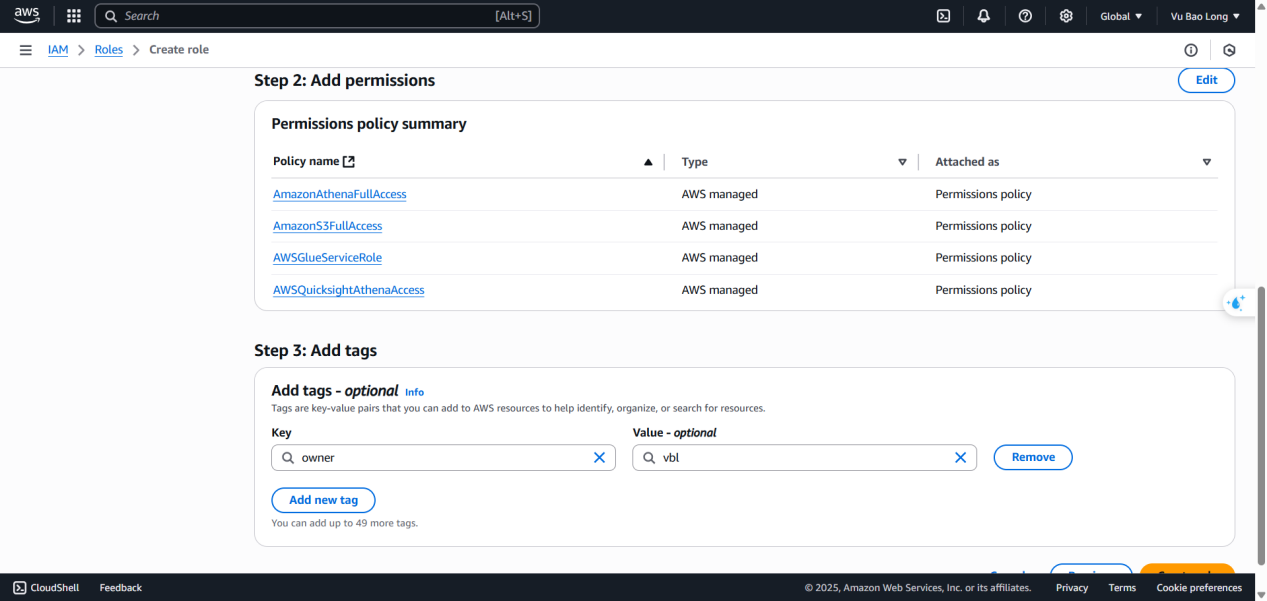 aws Search [Alt+S] Global Vu Bao Long
IAM Roles Create role
Step 2: Add permissions Edit
Permissions policy summary
Policy name Type Attached as
AmazonAthenaFullAccess AWS managed Permissions policy
AmazonS3FullAccess AWS managed Permissions policy
AWSGlueServiceRole AWS managed Permissions policy
AWSQuicksightAthenaAccess AWS managed Permissions policy
Step 3: Add tags
Add tags - optional Info
Tags are key-value pairs that you can add to AWS resources to help identify, organize, or search for resources.
Key Value - optional
owner vbl Remove
Add new tag
You can add up to 49 more tags.
CloudShell Feedback © 2025, Amazon Web Services, Inc. or its affiliates. Privacy Terms Cookie preferences